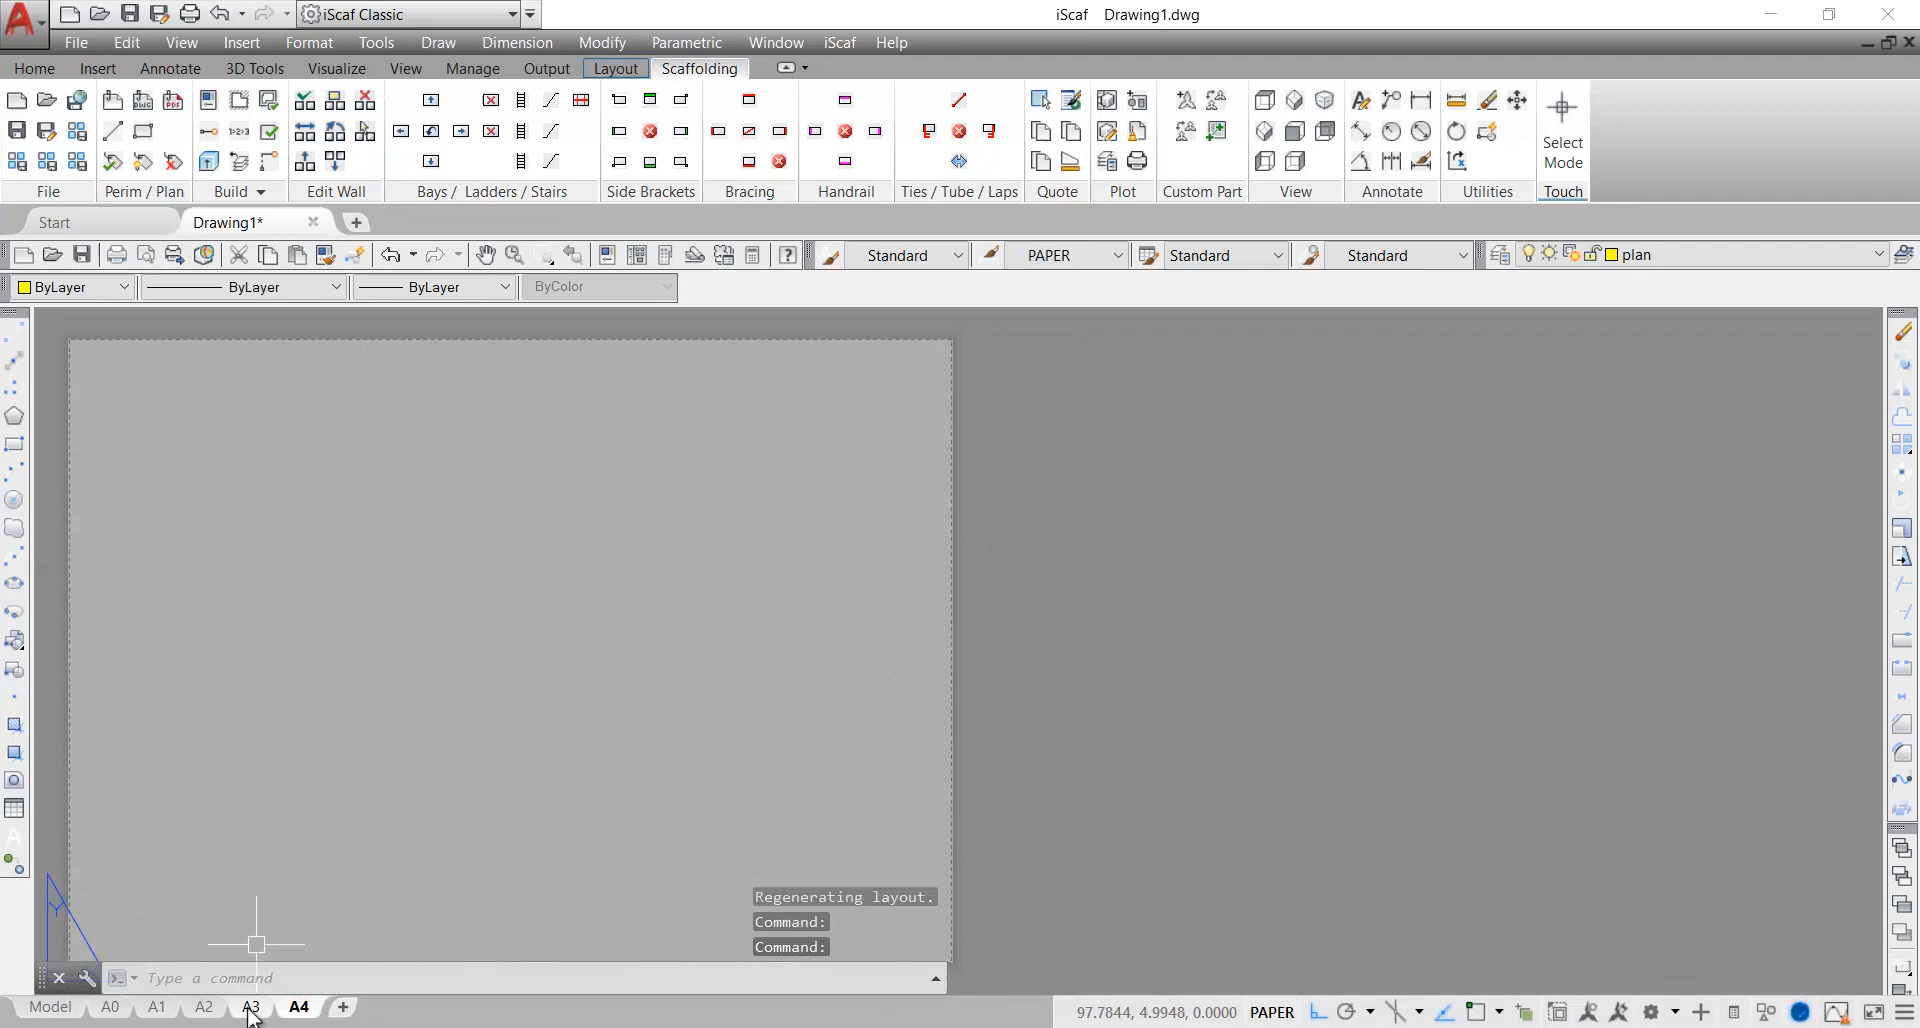 iScaf Classic
iScaf Drawing1.dwg
File Edit View Insert Format Tools Draw Dimension Modify Parametric Window iScaf Help
Home Insert Annotate 3D Tools Visualize View Manage Output Layout Scaffolding
Select
Mode
File Perim / Plan Build Edit Wall Bays / Ladders / Stairs Side Brackets Bracing Handrail Ties / Tube / Laps Quote Plot Custom Part View Annotate Utilities Touch
Start Drawing1*
Standard PAPER Standard Standard plan
ByLayer ByLayer ByLayer ByColor
Regenerating layout.
Command:
Command:
Y
Type a command
Model A0 A1 A2 A3 A4
97.7844, 4.9948, 0.0000 PAPER